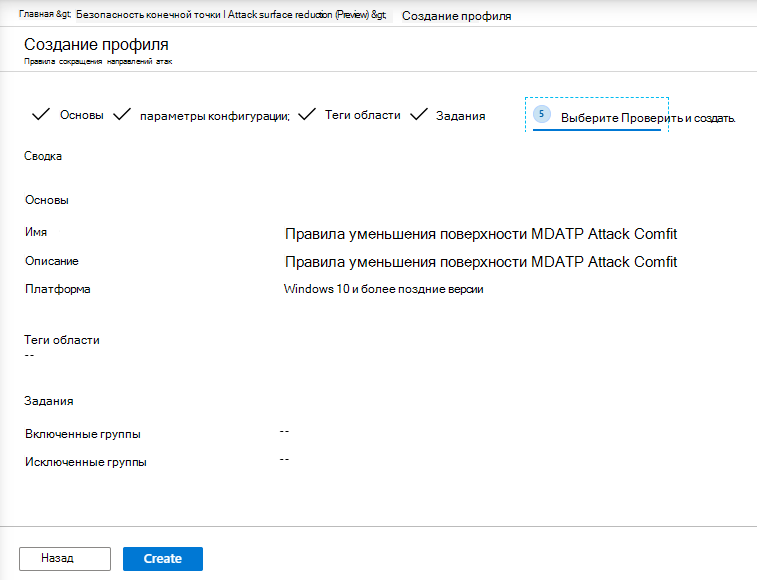 Главная &gt; Безопасность конечной точки | Attack surface reduction (Preview) &gt; Создание профиля
Создание профиля
Правила сокращения направлений атак
Основы параметры конфигурации; Теги области Задания 5 Выберите Проверить и создать.
Сводка
Основы
Имя Правила уменьшения поверхности MDATP Attack Comfit
Описание Правила уменьшения поверхности MDATP Attack Comfit
Платформа Windows 10 и более поздние версии
Теги области
--
Задания
Включенные группы --
Исключенные группы --
Назад Create